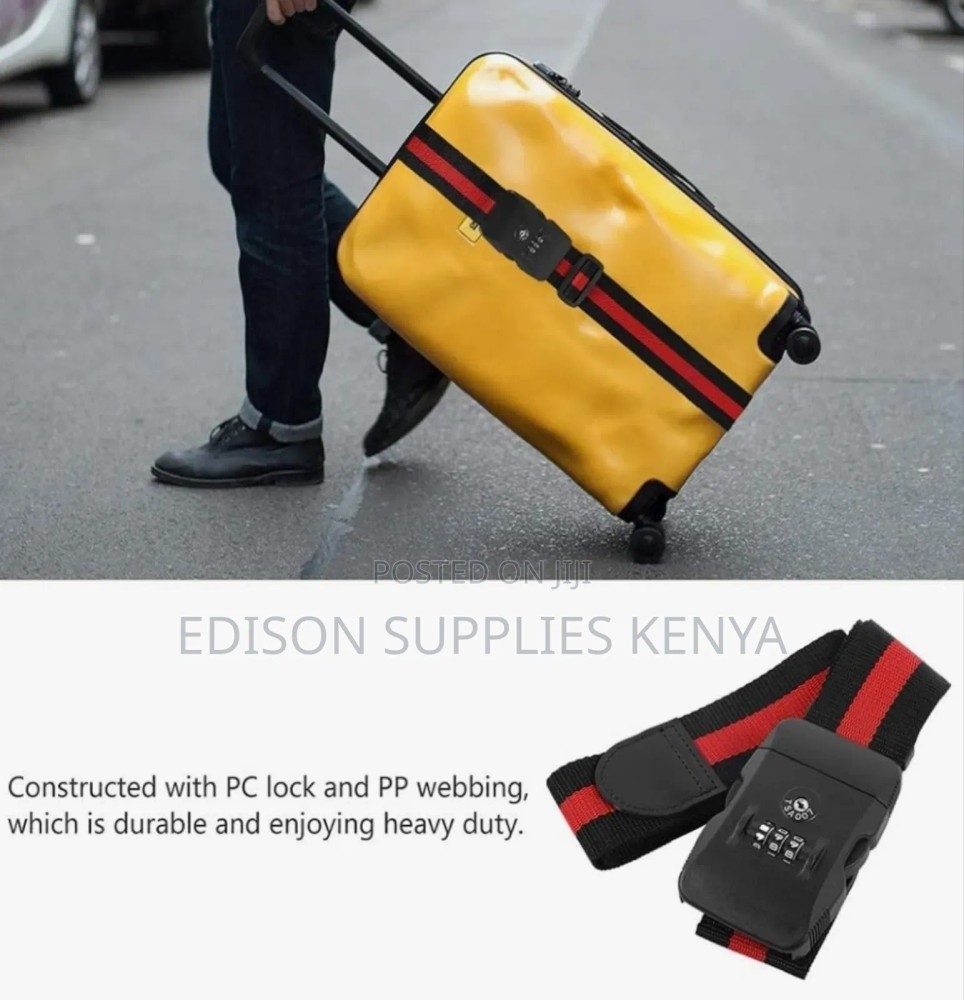 POSTED ON JIJI
EDISON SUPPLIES KENYA
Constructed with PC lock and PP webbing,
which is durable and enjoying heavy duty.